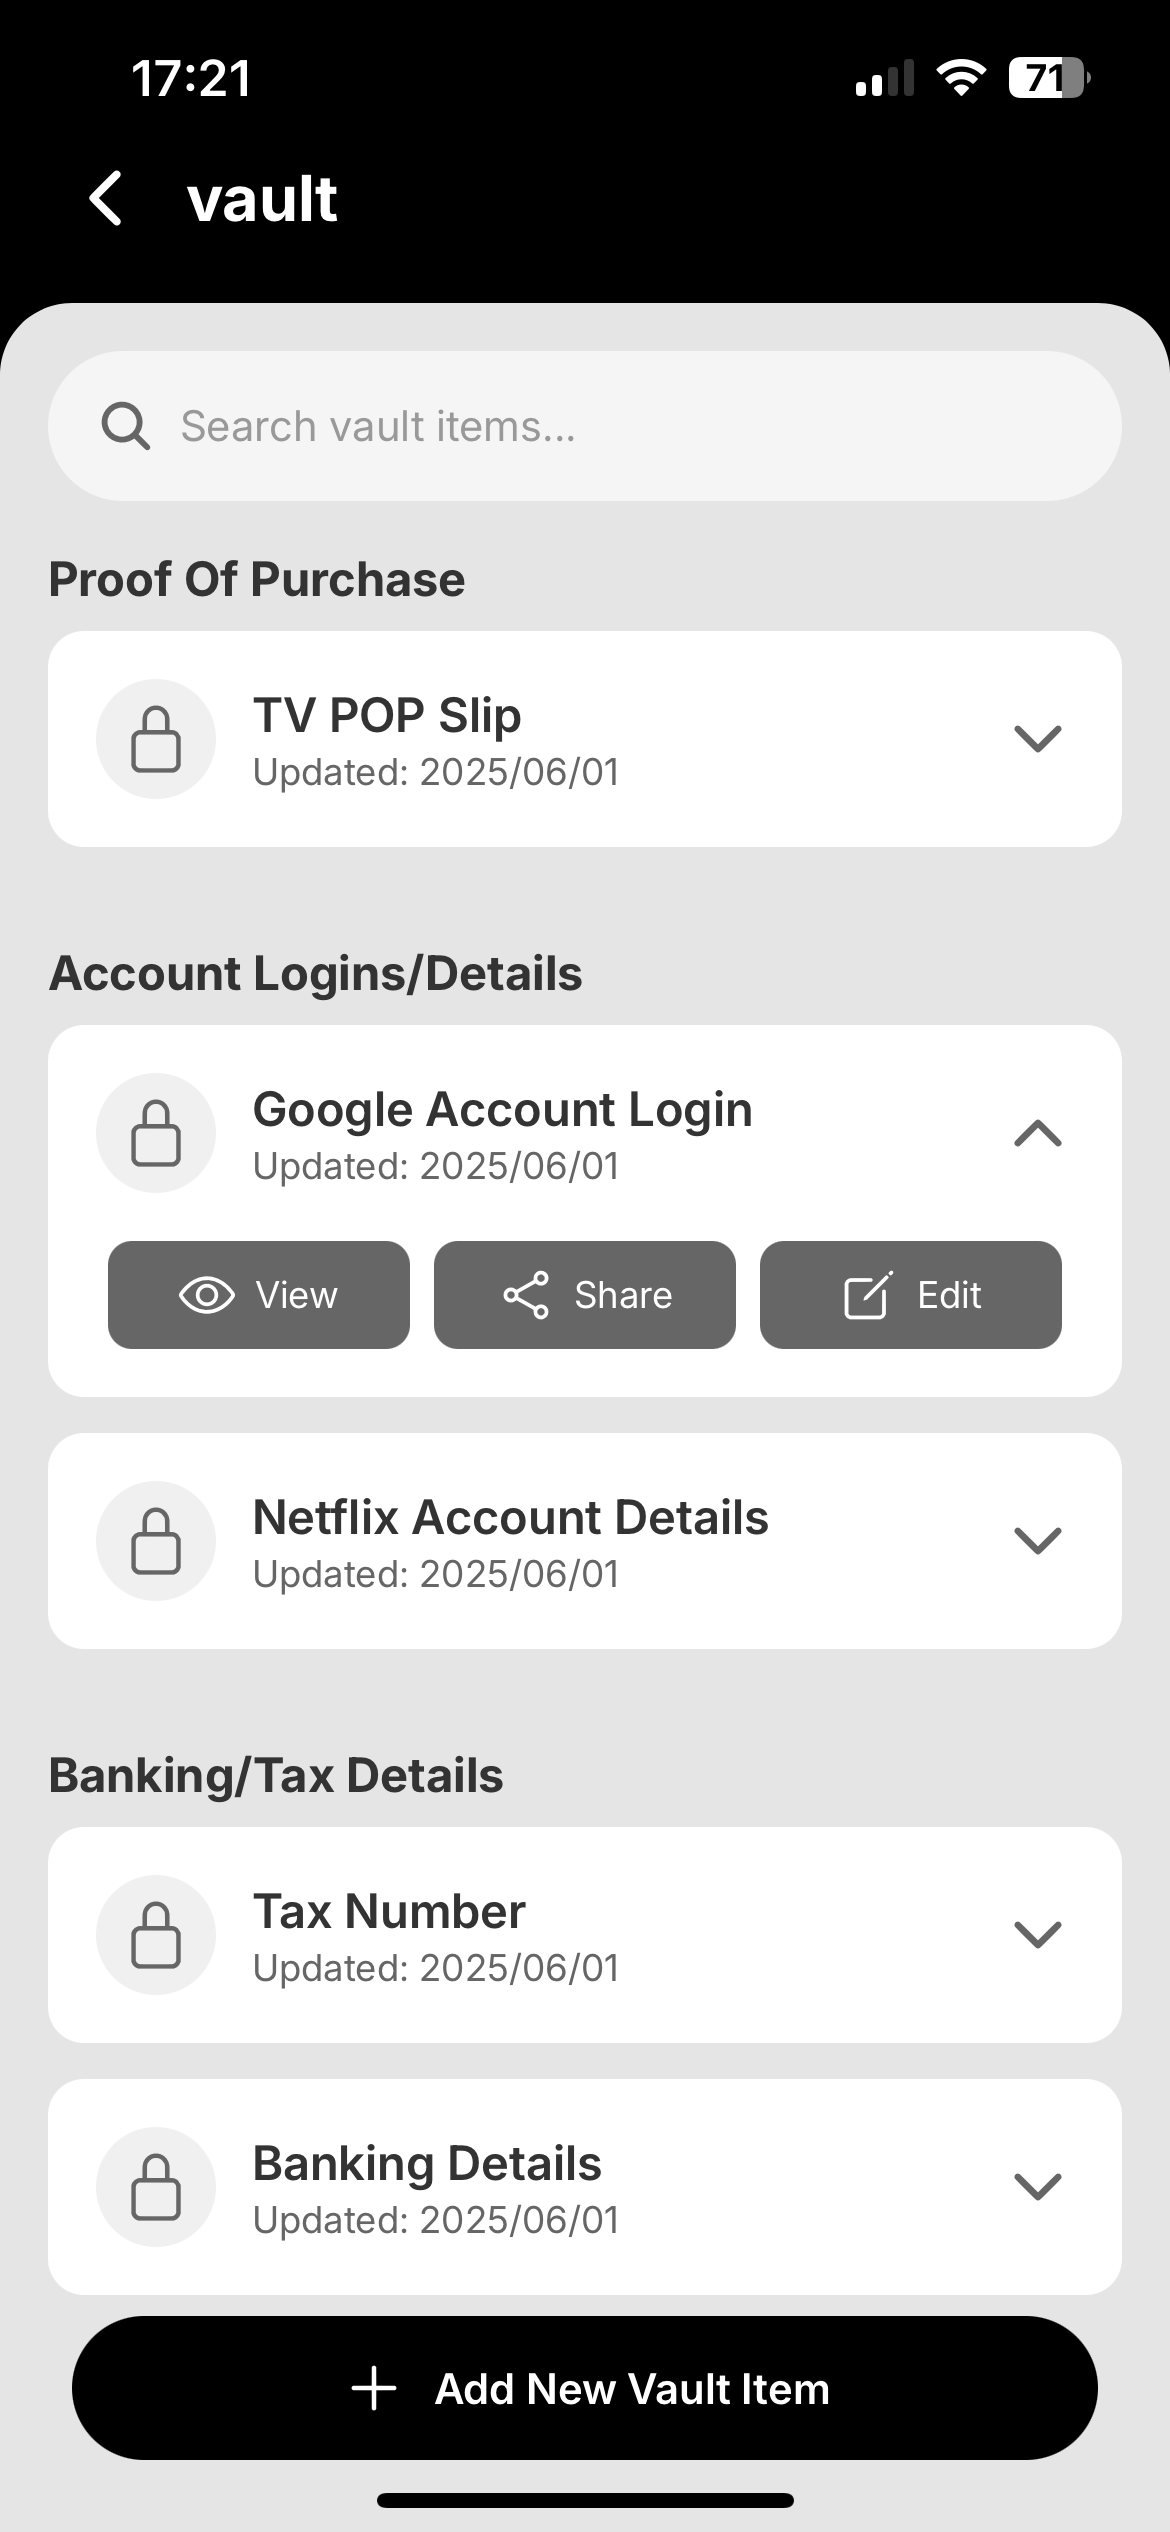 17:21
71
vault
Search vault items...
Proof Of Purchase
TV POP Slip
Updated: 2025/06/01
Account Logins/Details
Google Account Login
Updated: 2025/06/01
View Share Edit
Netflix Account Details
Updated: 2025/06/01
Banking/Tax Details
Tax Number
Updated: 2025/06/01
Banking Details
Updated: 2025/06/01
Add New Vault Item